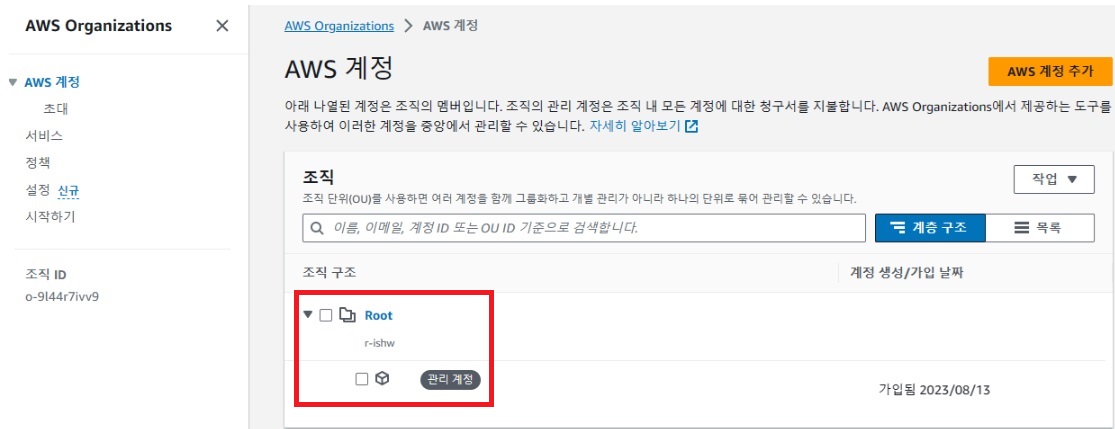 AWS Organizations
AWS 계정
초대
서비스
정책
설정 신규
시작하기
조직 ID
o-9l44r7ivv9
AWS Organizations > AWS 계정
AWS 계정
AWS 계정 추가
아래 나열된 계정은 조직의 멤버입니다. 조직의 관리 계정은 조직 내 모든 계정에 대한 청구서를 지불합니다. AWS Organizations에서 제공하는 도구를
사용하여 이러한 계정을 중앙에서 관리할 수 있습니다. 자세히 알아보기
조직
작업
조직 단위(OU)를 사용하면 여러 계정을 함께 그룹화하고 개별 관리가 아니라 하나의 단위로 묶어 관리할 수 있습니다.
이름, 이메일, 계정 ID 또는 OU ID 기준으로 검색합니다.
계층 구조
목록
조직 구조
계정 생성/가입 날짜
Root
r-ishw
관리 계정
가입됨 2023/08/13